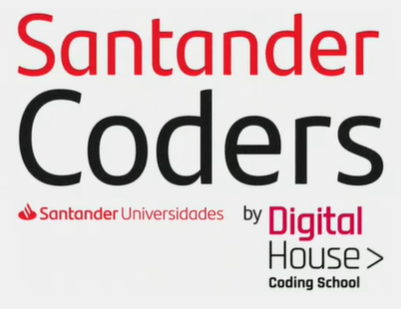 Santander
Coders
Santander Universidades by Digital
House>
Coding School